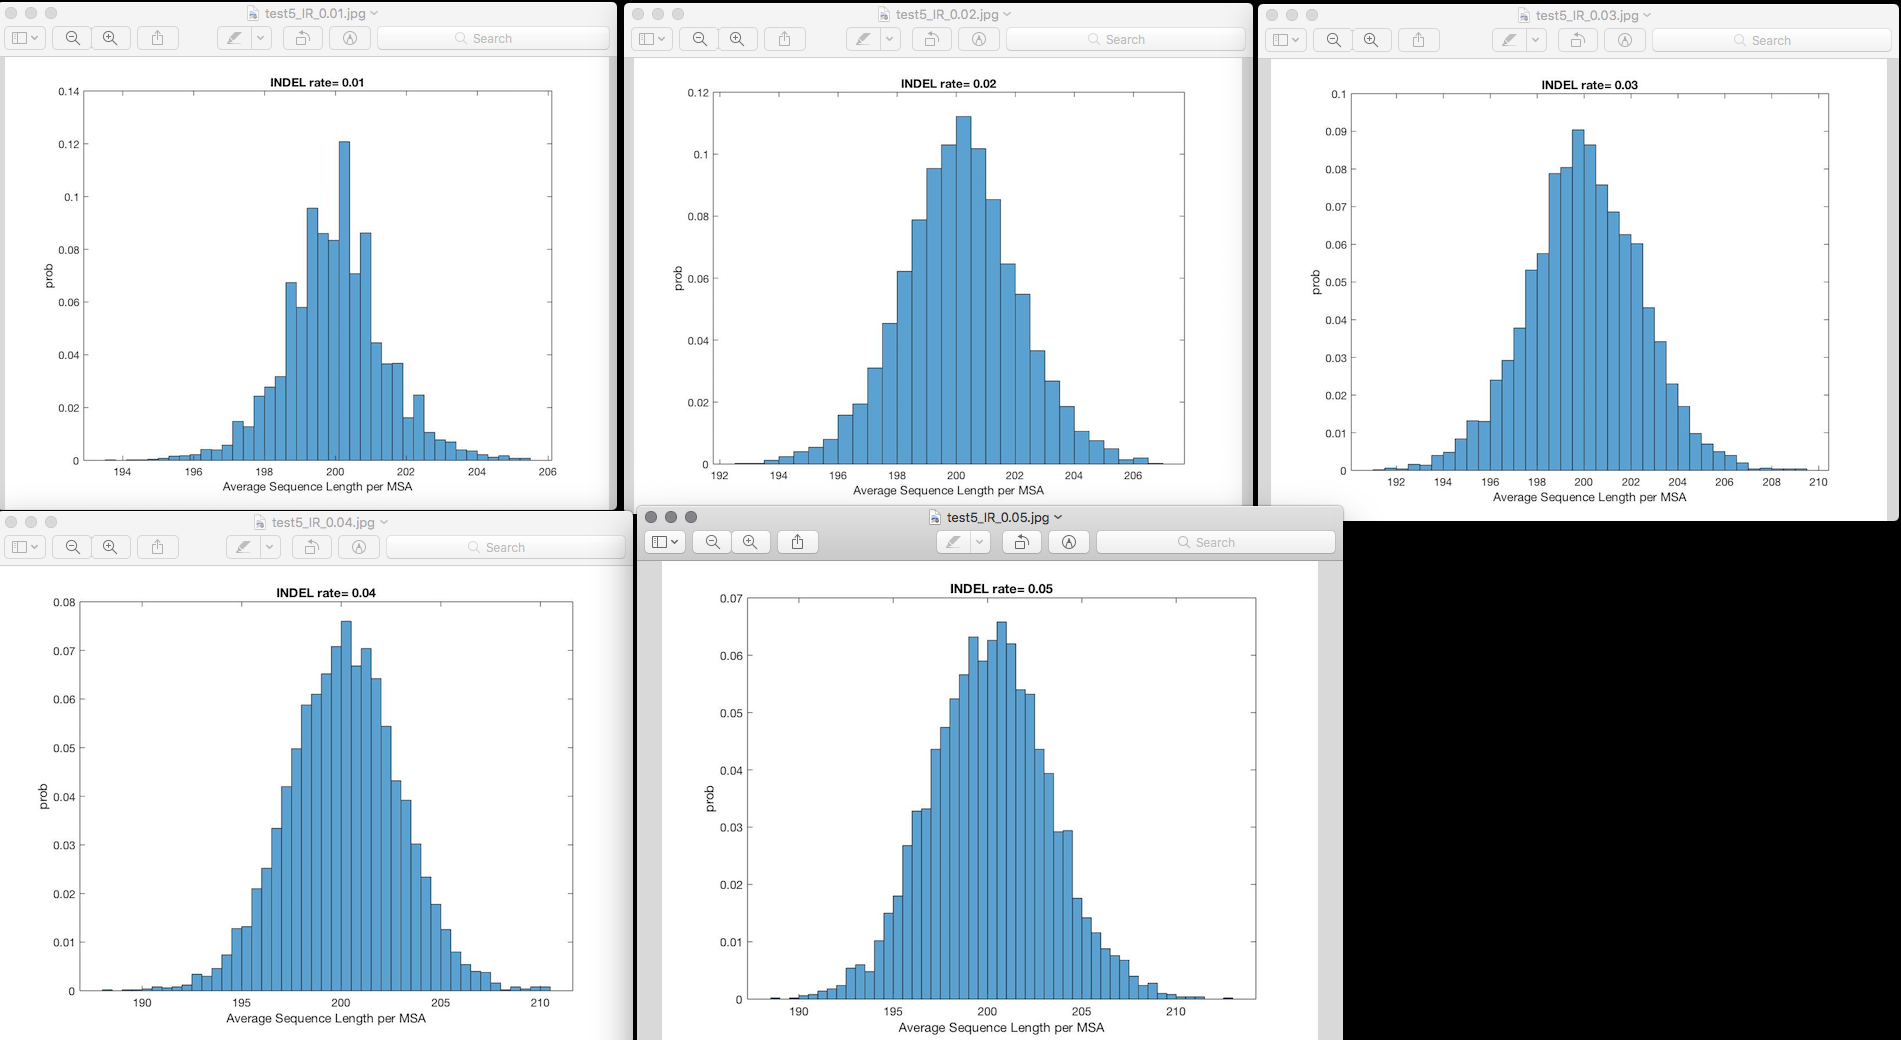 test5_IR_0.01.jpg
Search
INDEL rate= 0.01
0.14
0.12
0.1
0.08
0.06
0.04
0.02
0
prob
194 196 198 200 202 204 206
Average Sequence Length per MSA
test5_IR_0.02.jpg
Search
INDEL rate= 0.02
0.12
0.1
0.08
0.06
0.04
0.02
0
prob
192 194 196 198 200 202 204 206
Average Sequence Length per MSA
test5_IR_0.03.jpg
Search
INDEL rate= 0.03
0.1
0.09
0.08
0.07
0.06
0.05
0.04
0.03
0.02
0.01
0
prob
192 194 196 198 200 202 204 206 208 210
Average Sequence Length per MSA
test5_IR_0.04.jpg
Search
INDEL rate= 0.04
0.08
0.07
0.06
0.05
0.04
0.03
0.02
0.01
0
prob
190 195 200 205 210
Average Sequence Length per MSA
test5_IR_0.05.jpg
Search
INDEL rate= 0.05
0.07
0.06
0.05
0.04
0.03
0.02
0.01
0
prob
190 195 200 205 210
Average Sequence Length per MSA